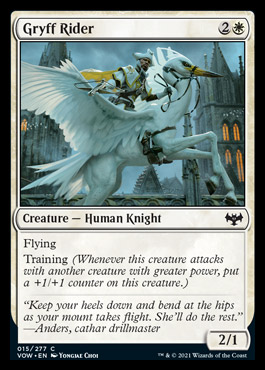 Gryff Rider 2
Creature — Human Knight
Flying
Training (Whenever this creature attacks
with another creature with greater power, put
a +1/+1 counter on this creature.)
“Keep your heels down and bend at the hips
as your mount takes flight. She’ll do the rest.”
—Anders, cathar drillmaster
2/1
015/277 C
VOW • EN Yongjae Choi
™ & © 2021 Wizards of the Coast